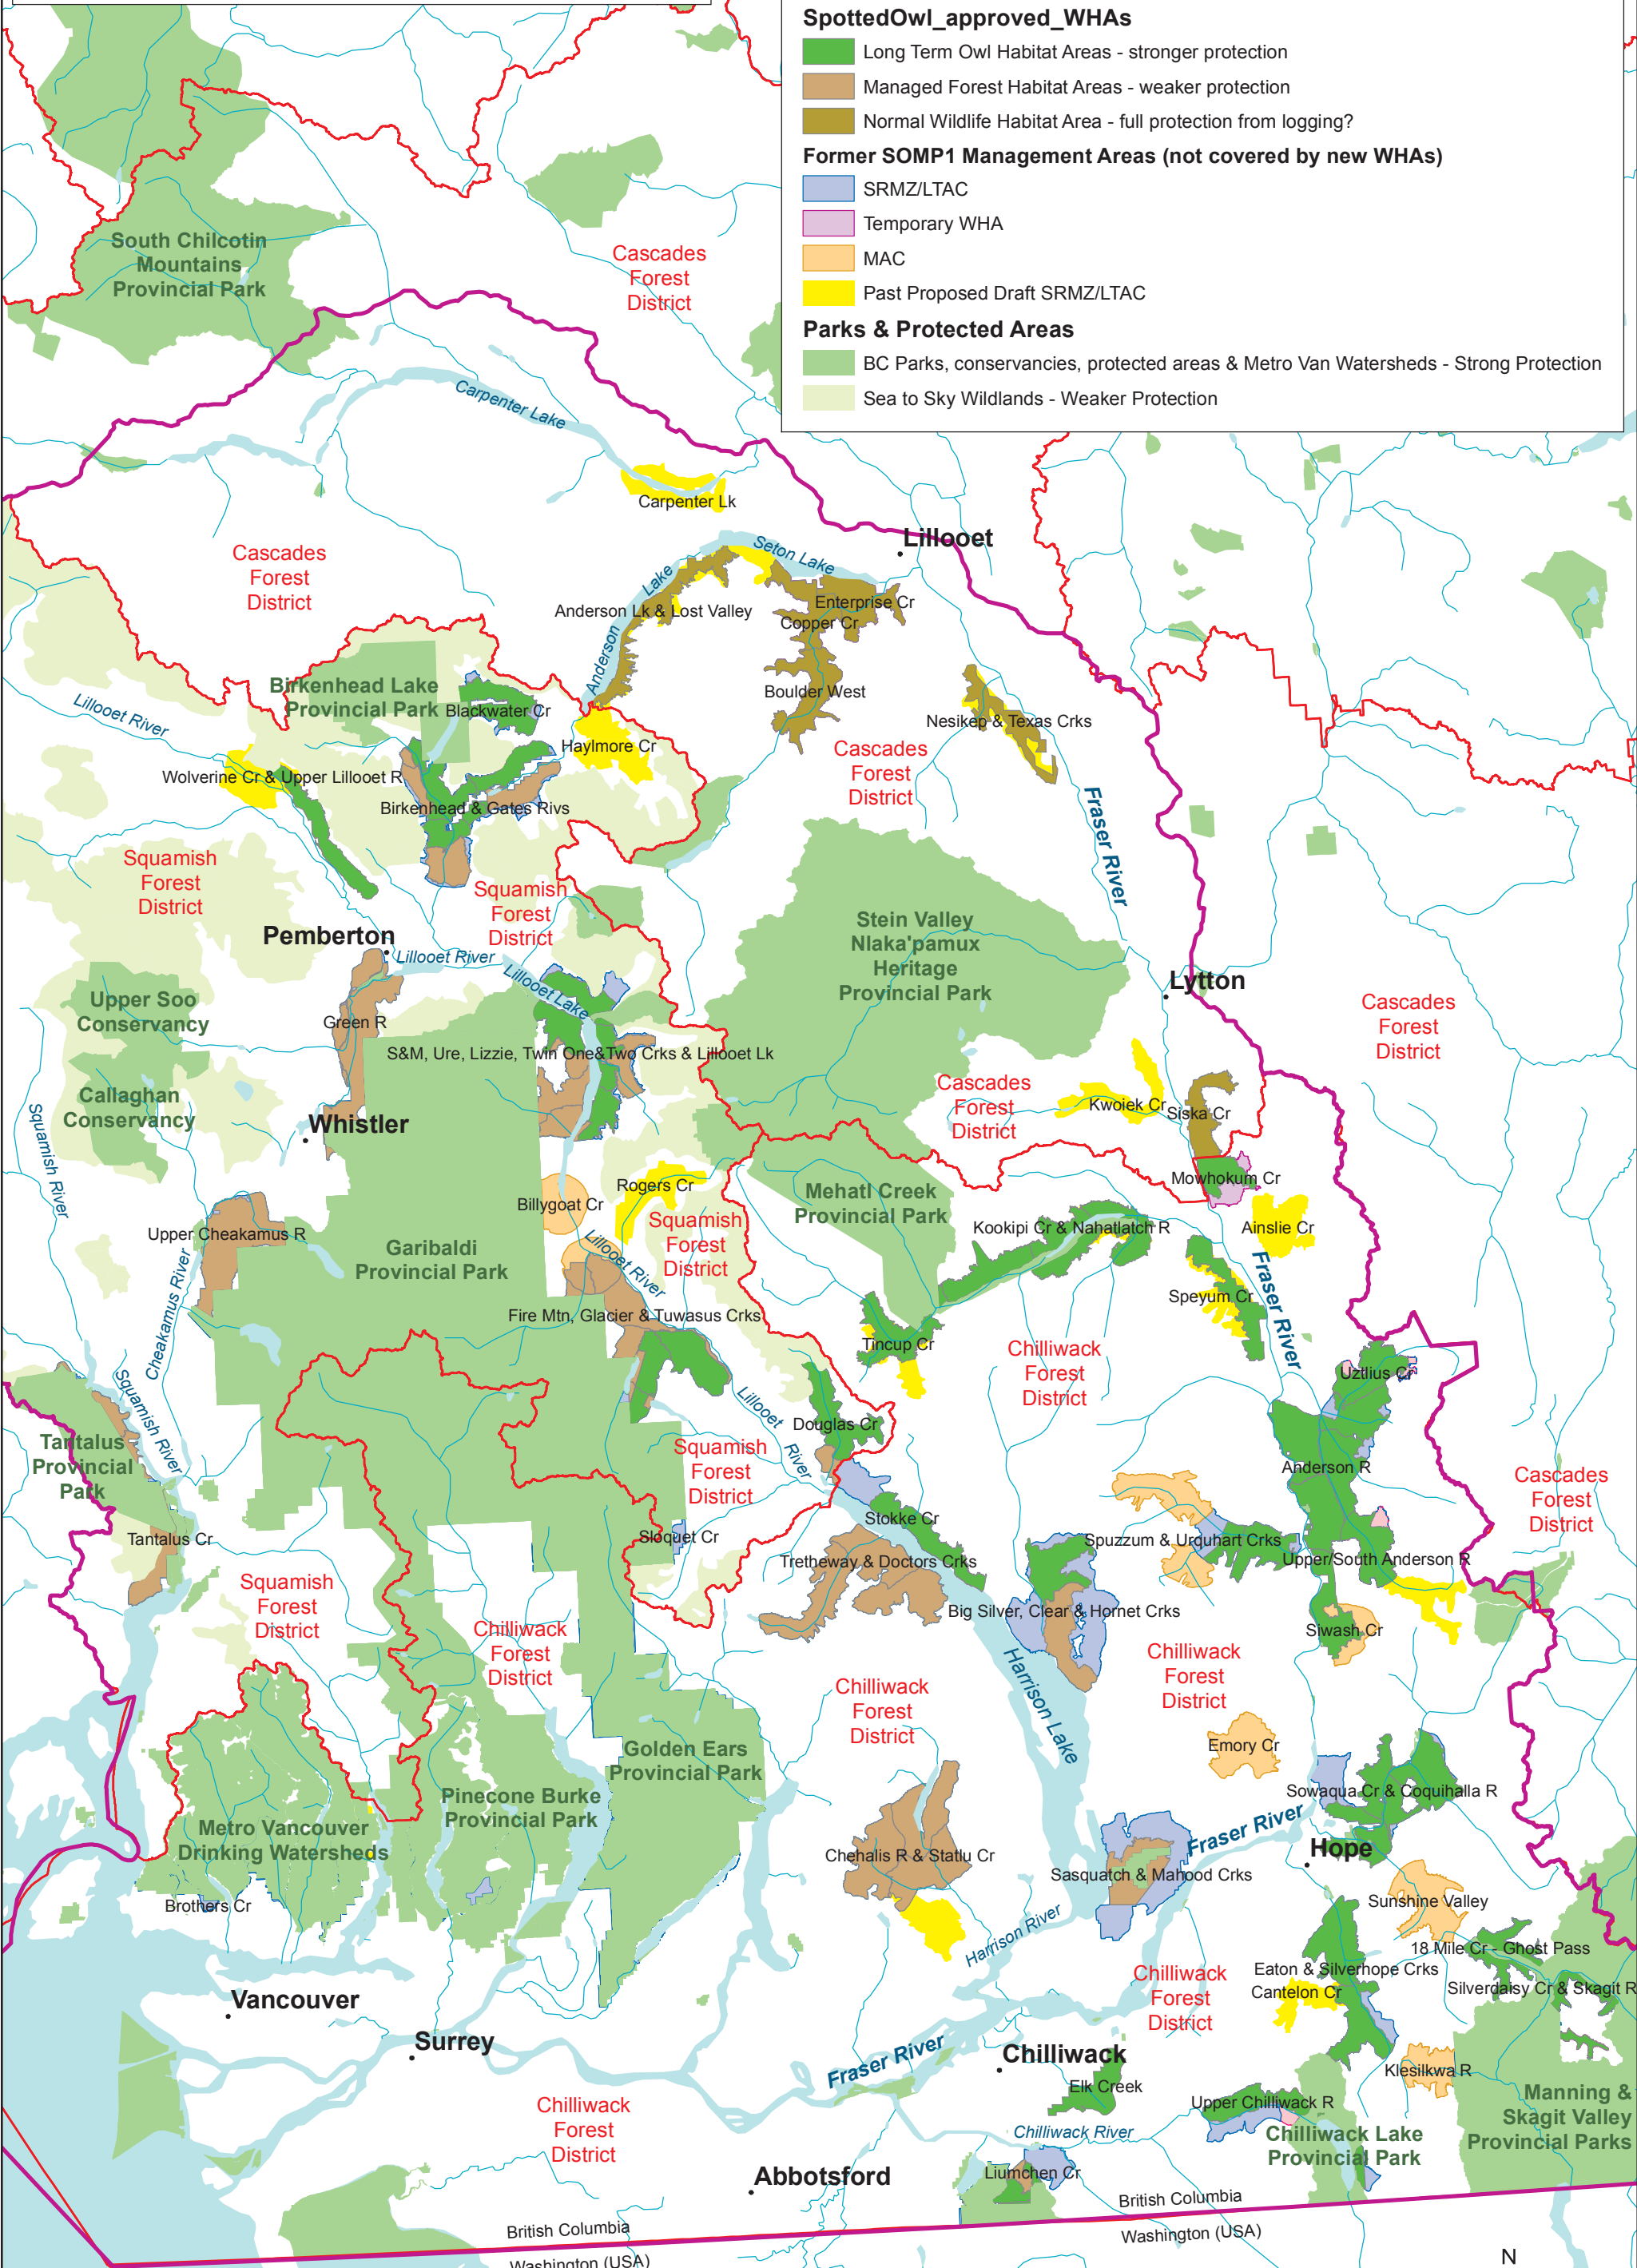 SpottedOwl_approved_WHAs
Long Term Owl Habitat Areas - stronger protection
Managed Forest Habitat Areas - weaker protection
Normal Wildlife Habitat Area - full protection from logging?
Former SOMP1 Management Areas (not covered by new WHAs)
SRMZ/LTAC
Temporary WHA
MAC
Past Proposed Draft SRMZ/LTAC
Parks & Protected Areas
BC Parks, conservancies, protected areas & Metro Van Watersheds - Strong Protection
Sea to Sky Wildlands - Weaker Protection
South Chilcotin
Mountains
Provincial Park
Cascades
Forest
District
Carpenter Lake
Carpenter Lk
Lillooet
Seton Lake
Cascades
Forest
District
Anderson Lake
Anderson Lk & Lost Valley
Enterprise Cr
Copper Cr
Boulder West
Birkenhead Lake
Provincial Park
Blackwater Cr
Lillooet River
Haylmore Cr
Nesikep & Texas Crks
Cascades
Forest
District
Wolverine Cr & Upper Lillooet R
Birkenhead & Gates Rivs
Fraser River
Squamish
Forest
District
Squamish
Forest
District
Stein Valley
Nlaka'pamux
Heritage
Provincial Park
Pemberton
Lillooet River
Lillooet Lake
Lytton
Upper Soo
Conservancy
Green R
Cascades
Forest
District
S&M, Ure, Lizzie, Twin One&Two Crks & Lillooet Lk
Callaghan
Conservancy
Cascades
Forest
District
Kwoiek Cr
Siska Cr
Whistler
Squamish River
Mowhokum Cr
Rogers Cr
Mehatl Creek
Provincial Park
Billygoat Cr
Kookipi Cr & Nahatlatch R
Ainslie Cr
Squamish
Forest
District
Upper Cheakamus R
Garibaldi
Provincial Park
Lillooet River
Fraser River
Speyum Cr
Cheakamus River
Fire Mtn, Glacier & Tuwasus Crks
Tincup Cr
Chilliwack
Forest
District
Uztlius Cr
Squamish River
Lillooet River
Douglas Cr
Tantalus
Provincial
Park
Squamish
Forest
District
Anderson R
Cascades
Forest
District
Stokke Cr
Tantalus Cr
Sloquet Cr
Spuzzum & Urquhart Crks
Tretheway & Doctors Crks
Upper/South Anderson R
Squamish
Forest
District
Big Silver, Clear & Hornet Crks
Siwash Cr
Chilliwack
Forest
District
Chilliwack
Forest
District
Harrison Lake
Chilliwack
Forest
District
Emory Cr
Golden Ears
Provincial Park
Sowaqua Cr & Coquihalla R
Pinecone Burke
Provincial Park
Metro Vancouver
Drinking Watersheds
Fraser River
Hope
Chehalis R & Statlu Cr
Sasquatch & Mahood Crks
Brothers Cr
Sunshine Valley
Harrison River
18 Mile Cr - Ghost Pass
Eaton & Silverhope Crks
Chilliwack
Forest
District
Cantelon Cr
Silverdaisy Cr & Skagit R
Vancouver
Surrey
Chilliwack
Fraser River
Klesilkwa R
Elk Creek
Manning &
Skagit Valley
Provincial Parks
Upper Chilliwack R
Chilliwack
Forest
District
Chilliwack River
Chilliwack Lake
Provincial Park
Abbotsford
Liumchen Cr
British Columbia
Washington (USA)
British Columbia
Washington (USA)
N